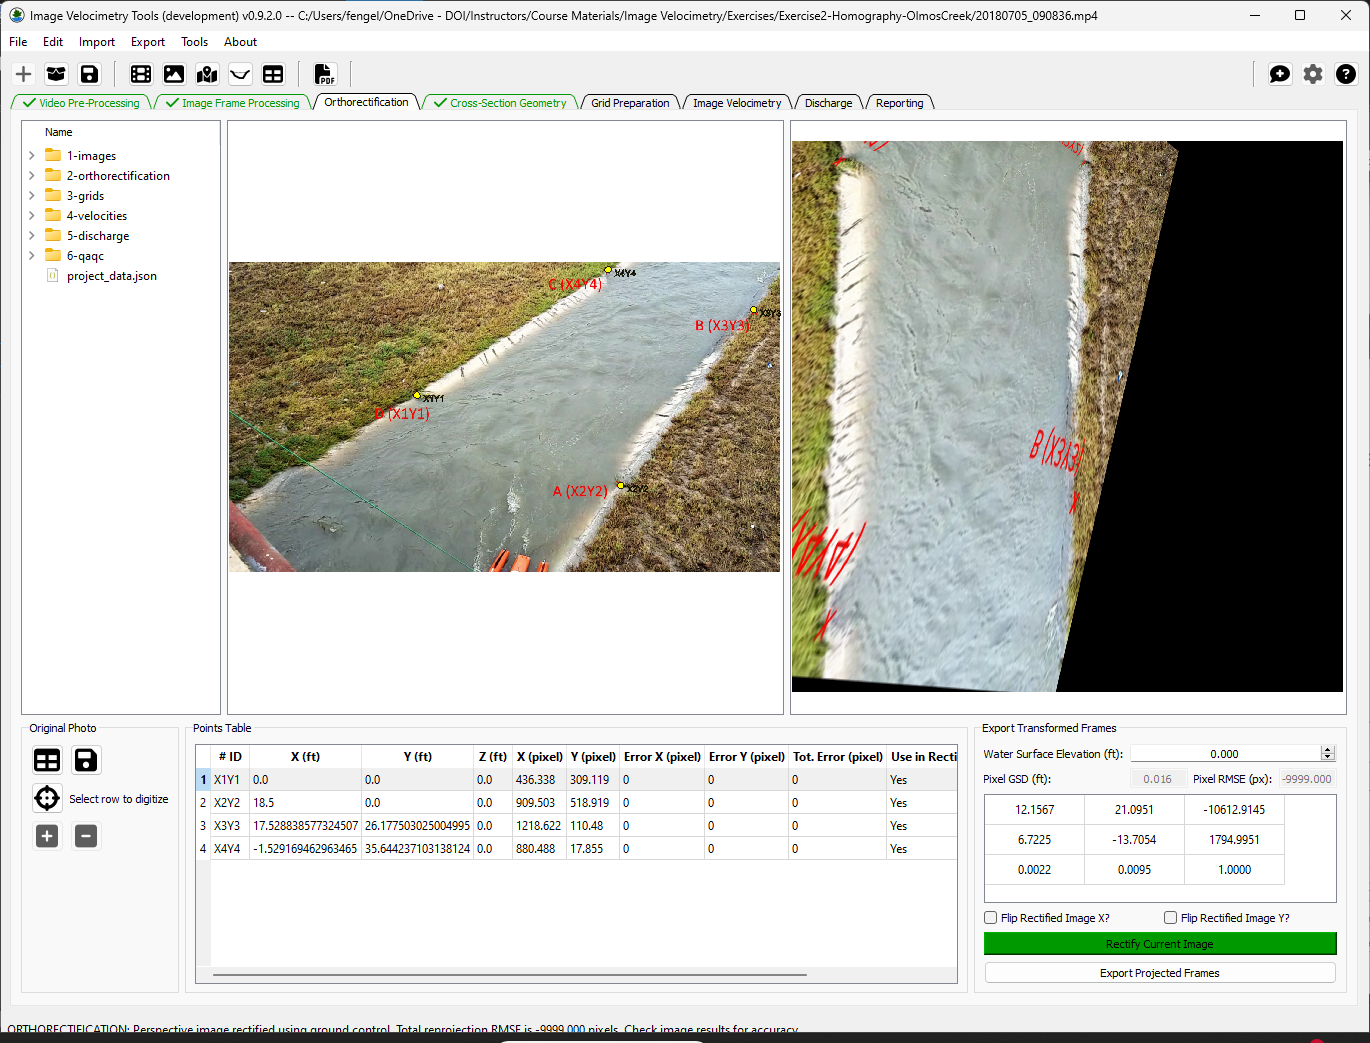 Image Velocimetry Tools (development) v0.9.2.0 -- C:/Users/fengel/OneDrive - DOI/Instructors/Course Materials/Image Velocimetry/Exercises/Exercise2-Homography-OlmosCreek/20180705_090836.mp4
File Edit Import Export Tools About
PDF
Video Pre-Processing Image Frame Processing Orthorectification Cross-Section Geometry Grid Preparation Image Velocimetry Discharge Reporting
Name
1-images
2-orthorectification
3-grids
4-velocities
5-discharge
6-qaqc
project_data.json
X4Y4
C (X4Y4)
X3Y3
B (X3Y3)
X1Y1
D (X1Y1)
X2Y2
A (X2Y2)
B (X3Y3)
X
X
Original Photo
Select row to digitize
Points Table
# ID X (ft) Y (ft) Z (ft) X (pixel) Y (pixel) Error X (pixel) Error Y (pixel) Tot. Error (pixel) Use in Recti
1 X1Y1 0.0 0.0 0.0 436.338 309.119 0 0 0 Yes
2 X2Y2 18.5 0.0 0.0 909.503 518.919 0 0 0 Yes
3 X3Y3 17.528838577324507 26.177503025004995 0.0 1218.622 110.48 0 0 0 Yes
4 X4Y4 -1.529169462963465 35.644237103138124 0.0 880.488 17.855 0 0 0 Yes
Export Transformed Frames
Water Surface Elevation (ft): 0.000
Pixel GSD (ft): 0.016 Pixel RMSE (px): -9999.000
12.1567 21.0951 -10612.9145
6.7225 -13.7054 1794.9951
0.0022 0.0095 1.0000
Flip Rectified Image X? Flip Rectified Image Y?
Rectify Current Image
Export Projected Frames
ORTHORECTIFICATION: Perspective image rectified using ground control. Total reprojection RMSE is -9999.000 pixels. Check image results for accuracy.